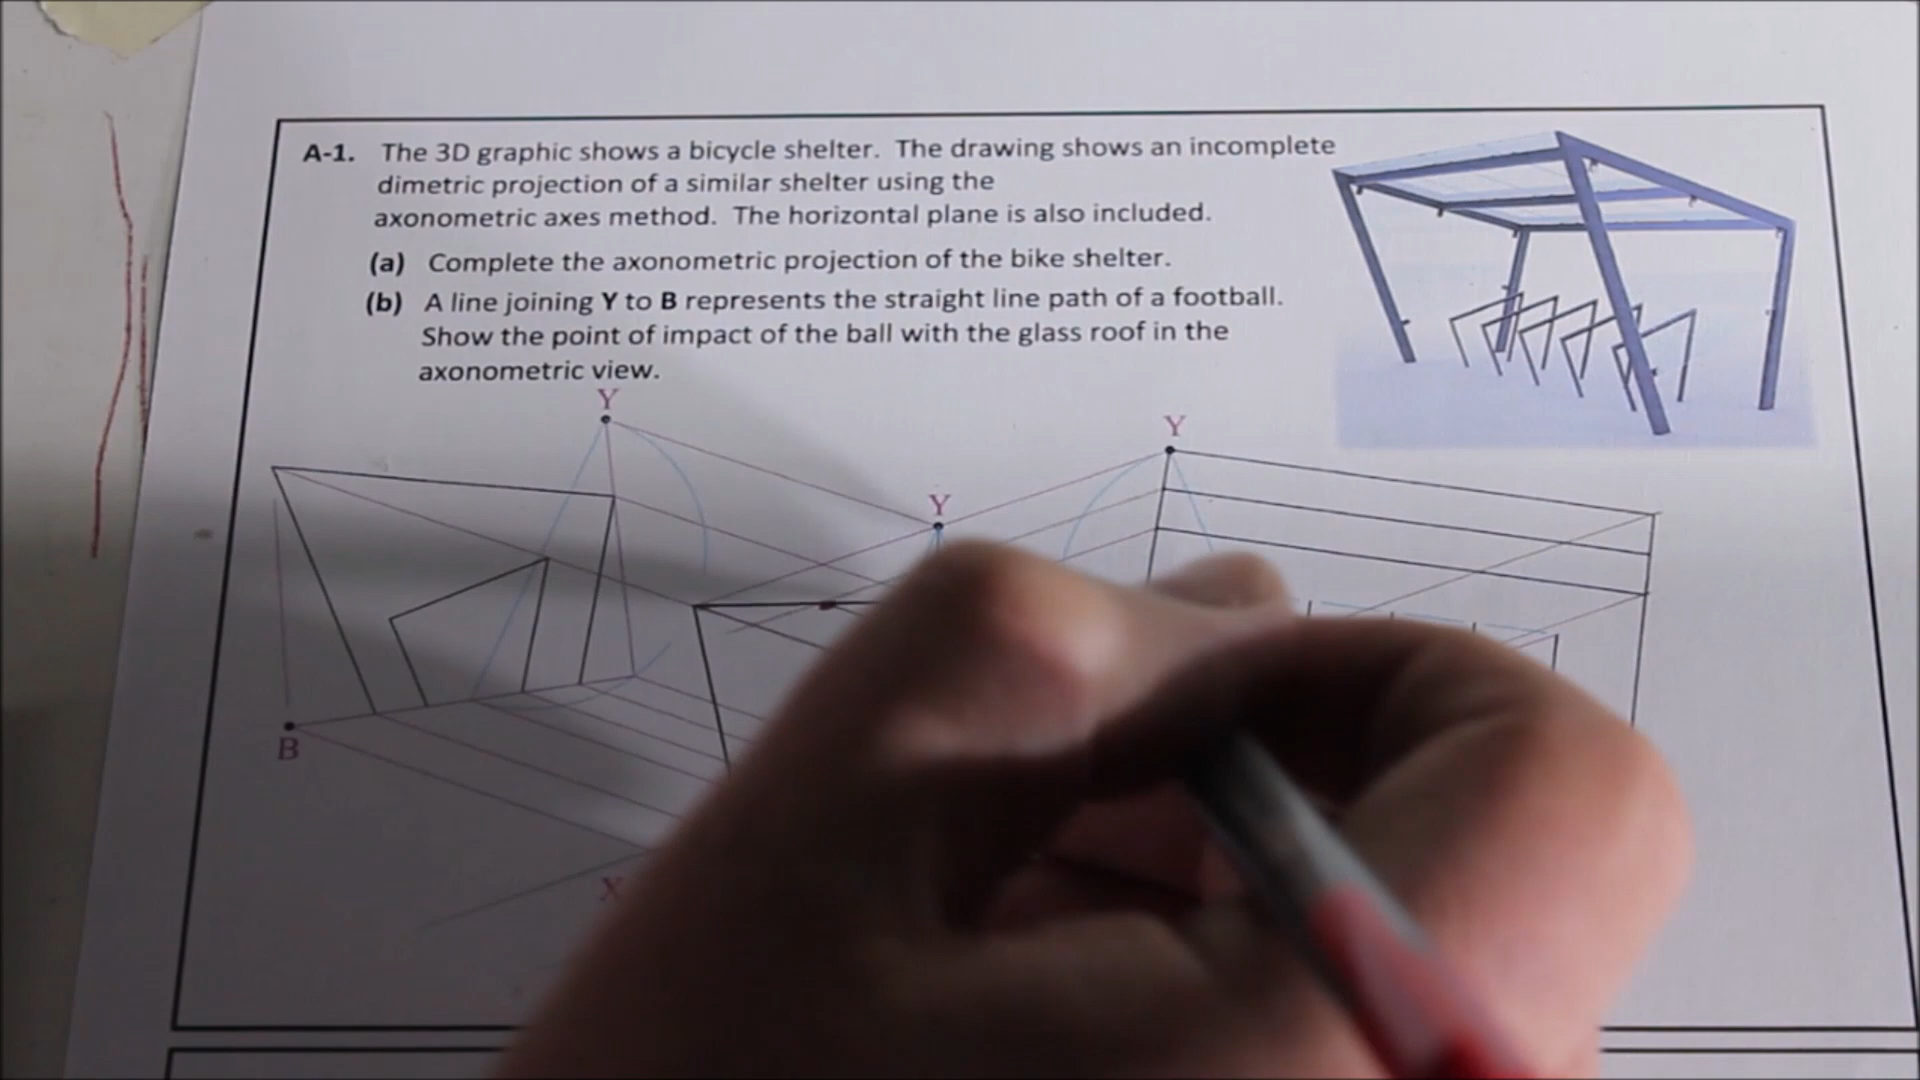 A-1. The 3D graphic shows a bicycle shelter. The drawing shows an incomplete
dimetric projection of a similar shelter using the
axonometric axes method. The horizontal plane is also included.
(a) Complete the axonometric projection of the bike shelter.
(b) A line joining Y to B represents the straight line path of a football.
Show the point of impact of the ball with the glass roof in the
axonometric view.
Y
Y
Y
B
X